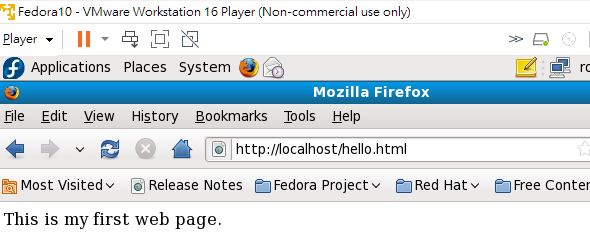 Fedora10 - VMware Workstation 16 Player (Non-commercial use only)
Player
Applications Places System
Mozilla Firefox
File Edit View History Bookmarks Tools Help
http://localhost/hello.html
Most Visited Release Notes Fedora Project Red Hat Free Conten
This is my first web page.